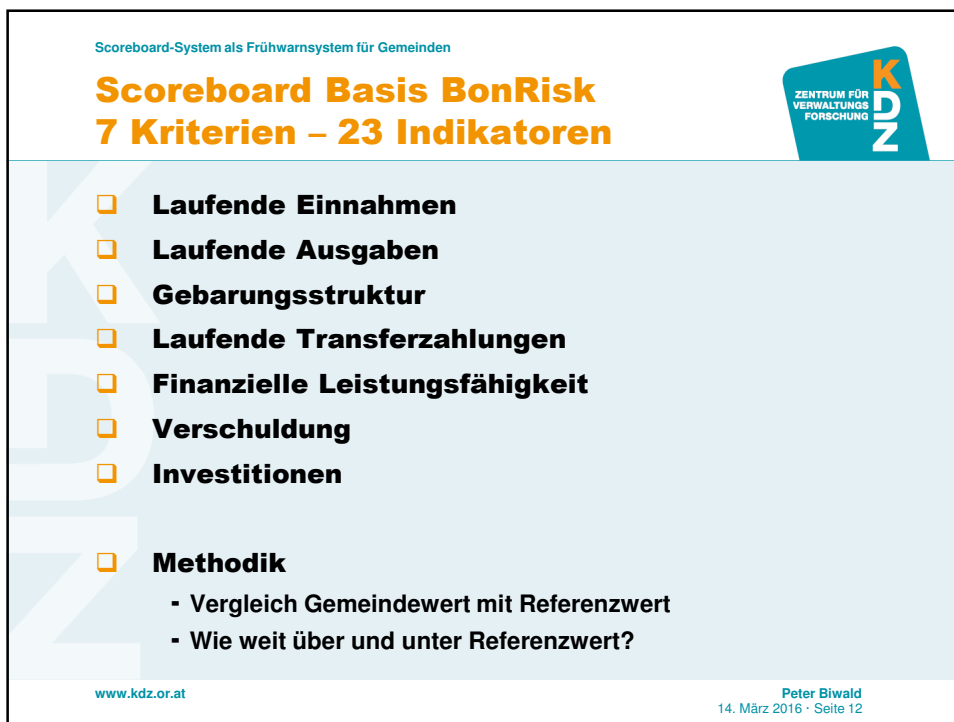 Scoreboard-System als Frühwarnsystem für Gemeinden
Scoreboard Basis BonRisk
7 Kriterien – 23 Indikatoren
ZENTRUM FÜR
VERWALTUNGS
FORSCHUNG
KDZ
❑ Laufende Einnahmen
❑ Laufende Ausgaben
❑ Gebarungsstruktur
❑ Laufende Transferzahlungen
❑ Finanzielle Leistungsfähigkeit
❑ Verschuldung
❑ Investitionen
❑ Methodik
- Vergleich Gemeindewert mit Referenzwert
- Wie weit über und unter Referenzwert?
KDZ
www.kdz.or.at
Peter Biwald
14. März 2016 · Seite 12